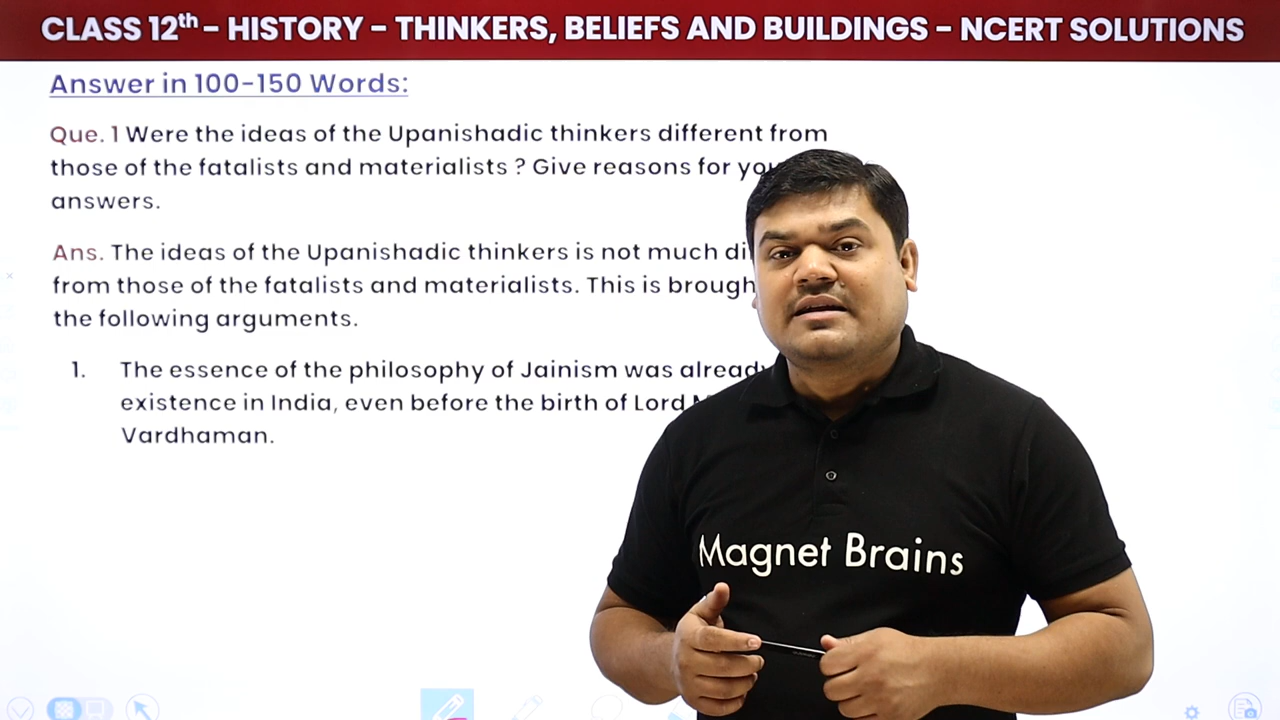 CLASS 12th - HISTORY - THINKERS, BELIEFS AND BUILDINGS - NCERT SOLUTIONS
Answer in 100-150 Words:
Que. 1 Were the ideas of the Upanishadic thinkers different from
those of the fatalists and materialists ? Give reasons for
answers.
Ans. The ideas of the Upanishadic thinkers is not much
from those of the fatalists and materialists. This is
the following arguments.
1. The essence of the philosophy of Jainism was
existence in India, even before the birth of Lord
Vardhaman.
Magnet Brains